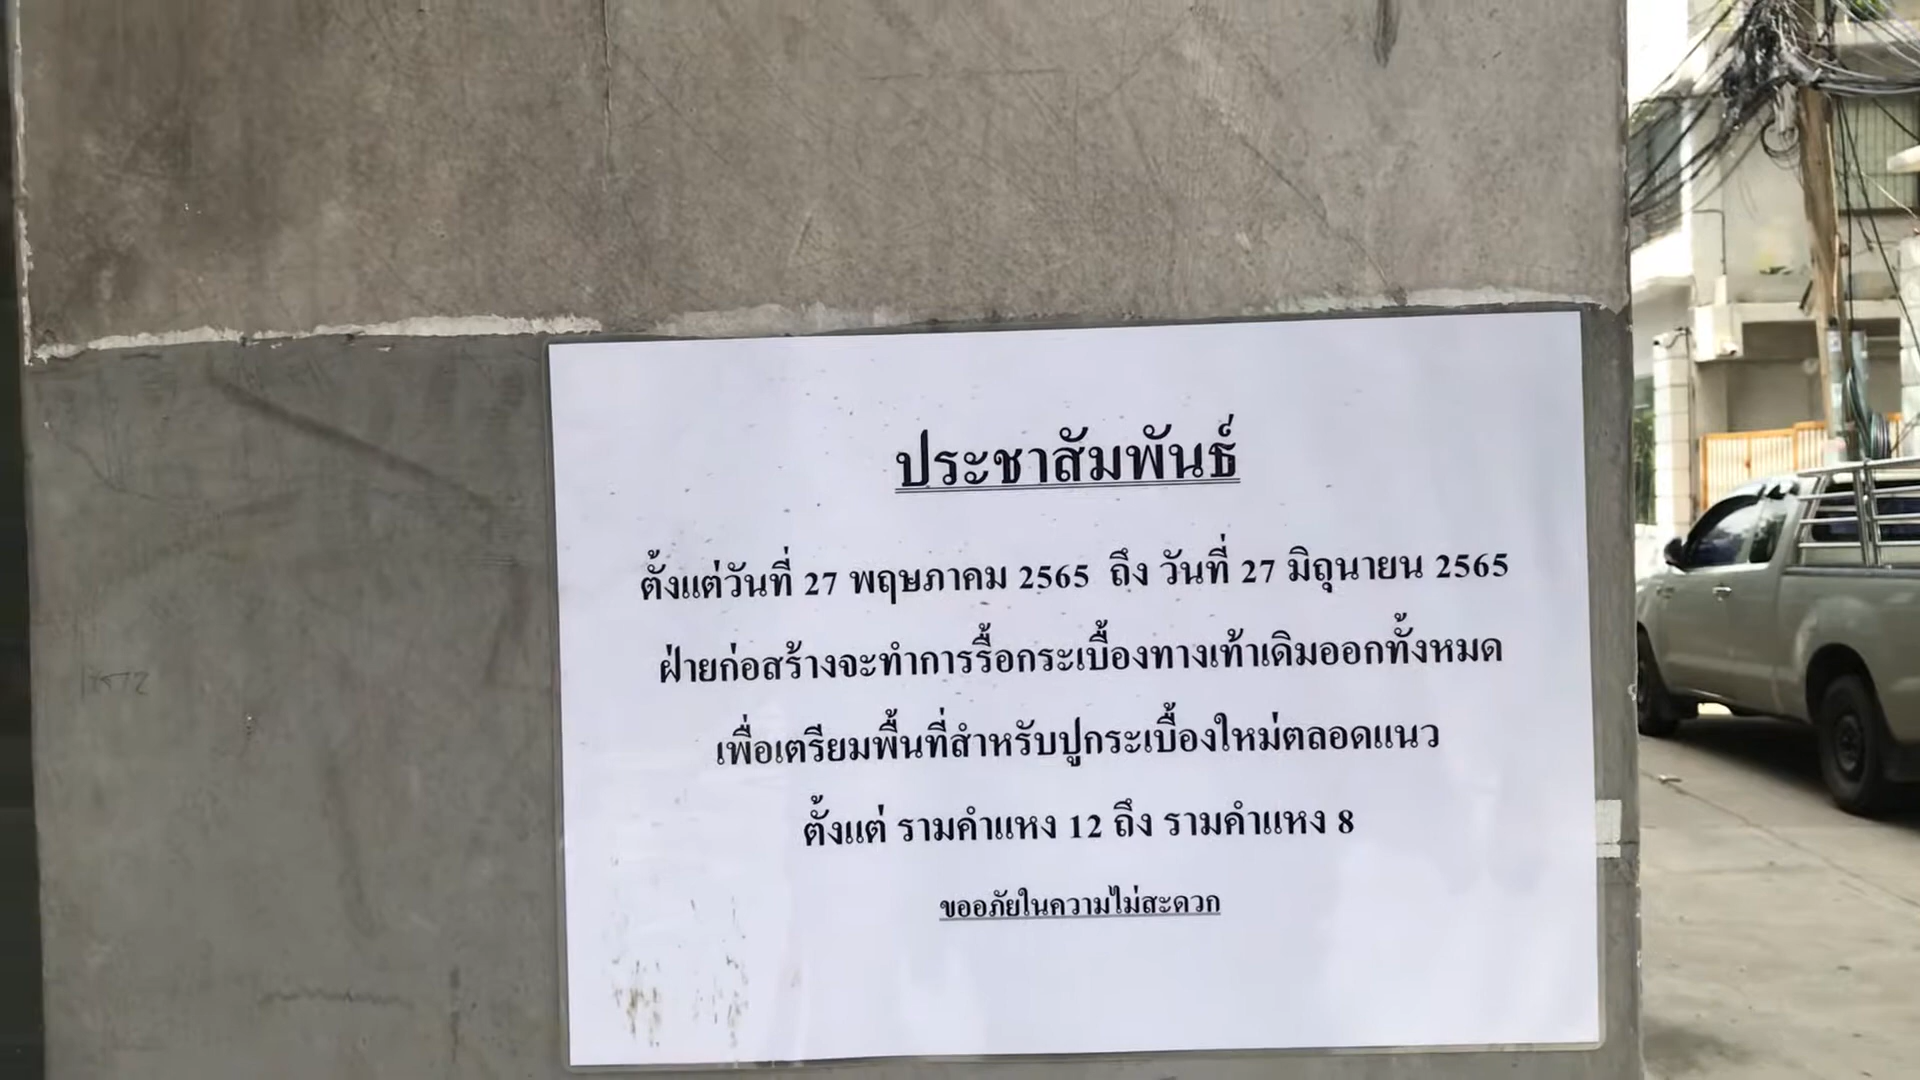 ประชาสัมพันธ์
ตั้งแต่วันที่ 27 พฤษภาคม 2565 ถึง วันที่ 27 มิถุนายน 2565
ฝ่ายก่อสร้างจะทำการรื้อกระเบื้องทางเท้าเดิมออกทั้งหมด
เพื่อเตรียมพื้นที่สำหรับปูกระเบื้องใหม่ตลอดแนว
ตั้งแต่ รามคำแหง 12 ถึง รามคำแหง 8
ขออภัยในความไม่สะดวก